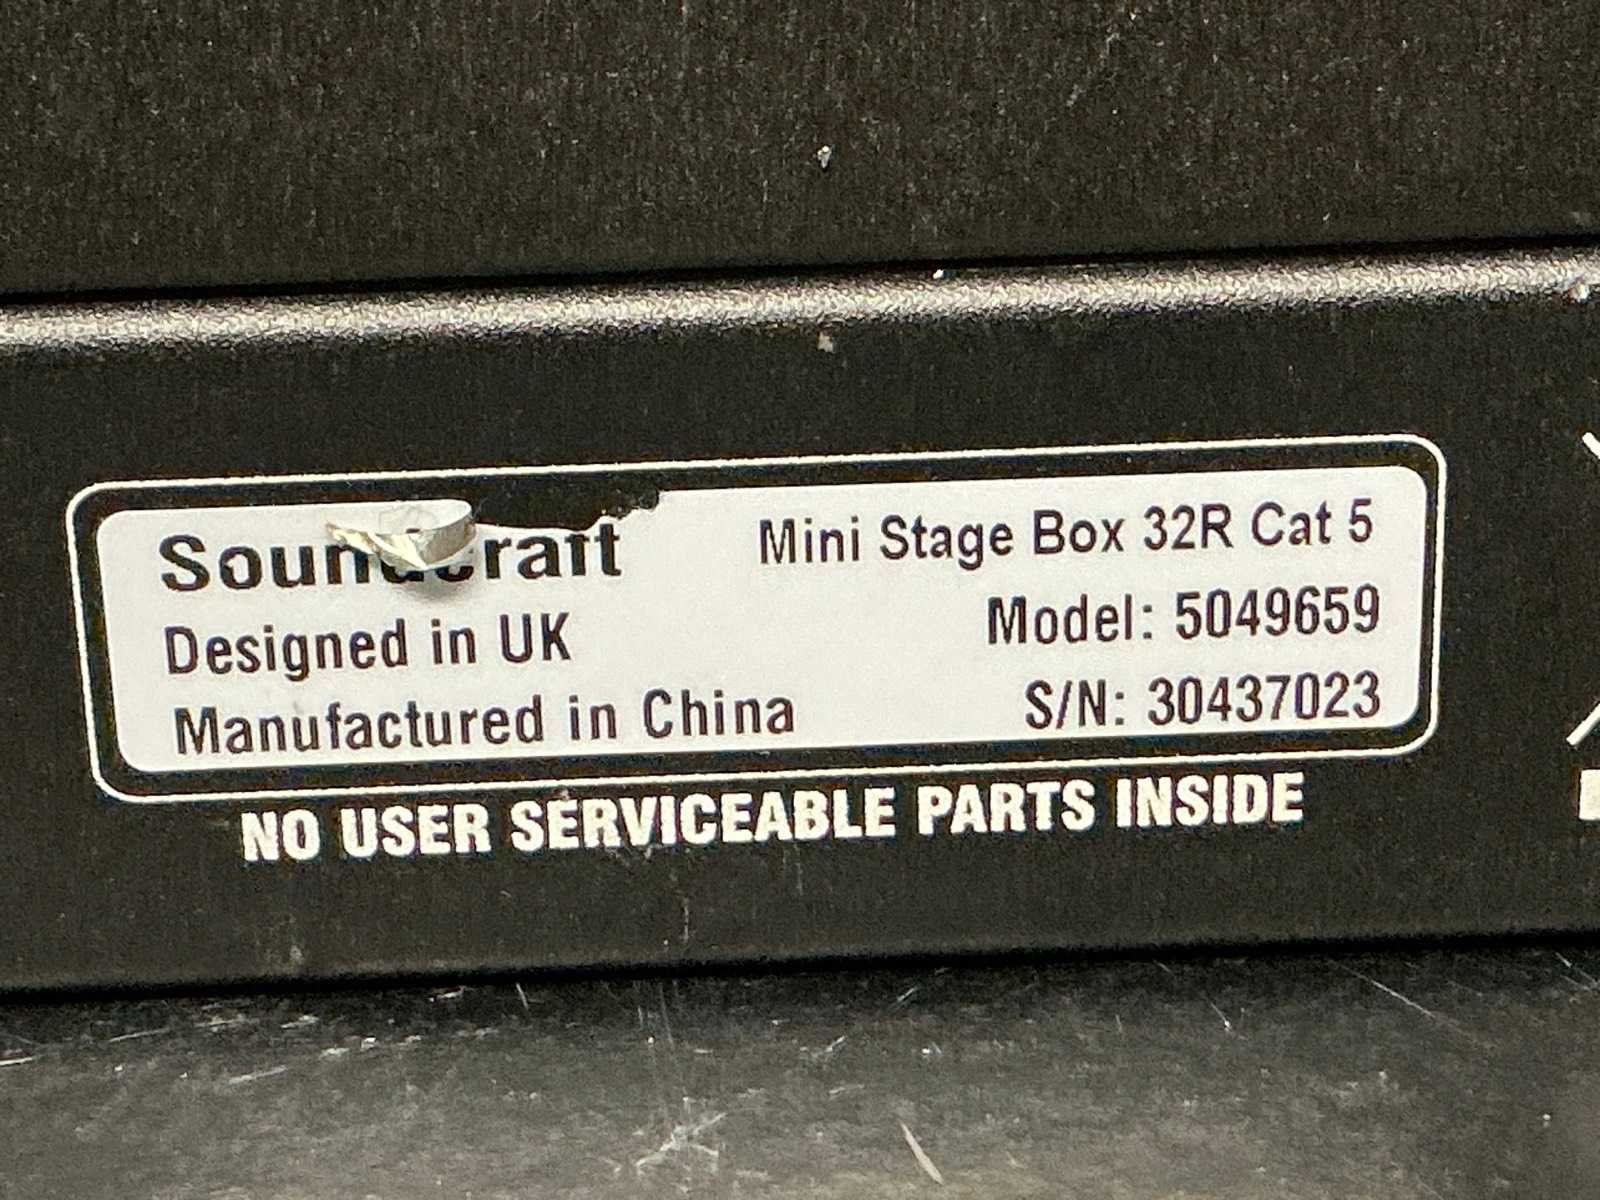 Soundcraft
Mini Stage Box 32R Cat 5
Designed in UK
Model: 5049659
Manufactured in China
S/N: 30437023
NO USER SERVICEABLE PARTS INSIDE